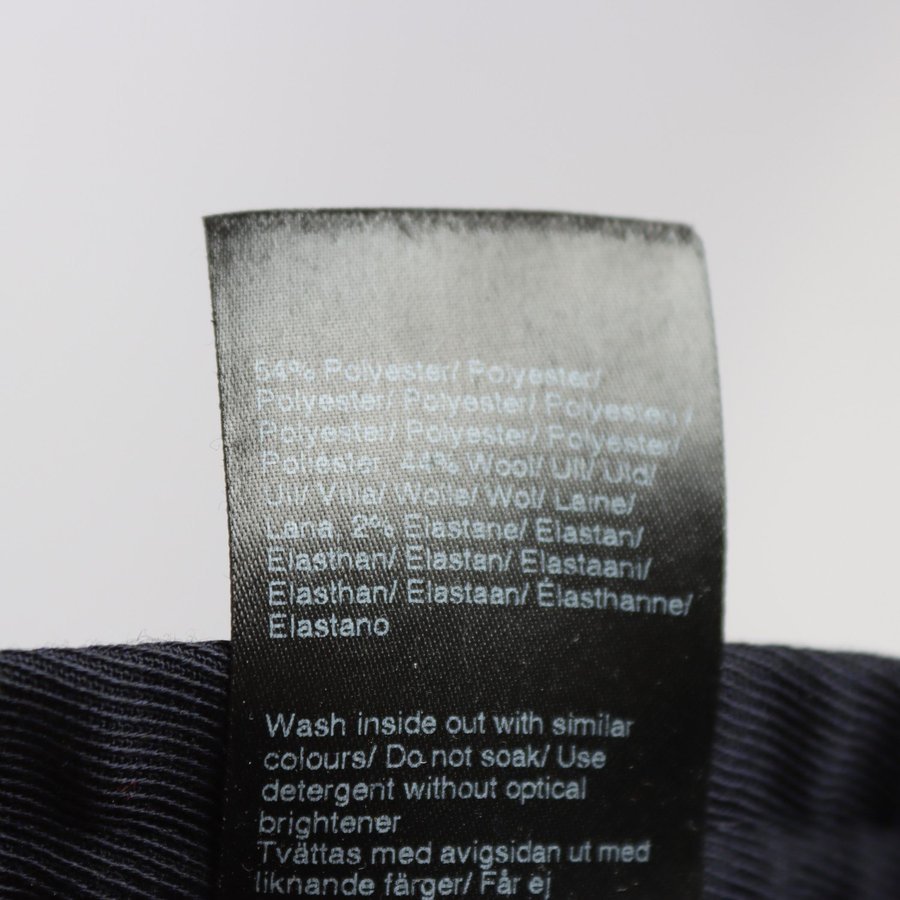 54% Polyester/ Polyester/
Polyester/ Polyester/ Polyesteri /
Polyester/ Polyester/ Polyester/
Poliéster, 44% Wool/ Ull/ Uld/
Ull/ Villa/ Wolle/ Wol/ Laine/
Lana, 2% Elastane/ Elastan/
Elasthan/ Elastan/ Elastaani/
Elasthan/ Elastaan/ Élasthanne/
Elastano
Wash inside out with similar
colours/ Do not soak/ Use
detergent without optical
brightener
Tvättas med avigsidan ut med
liknande färger/ Får ej